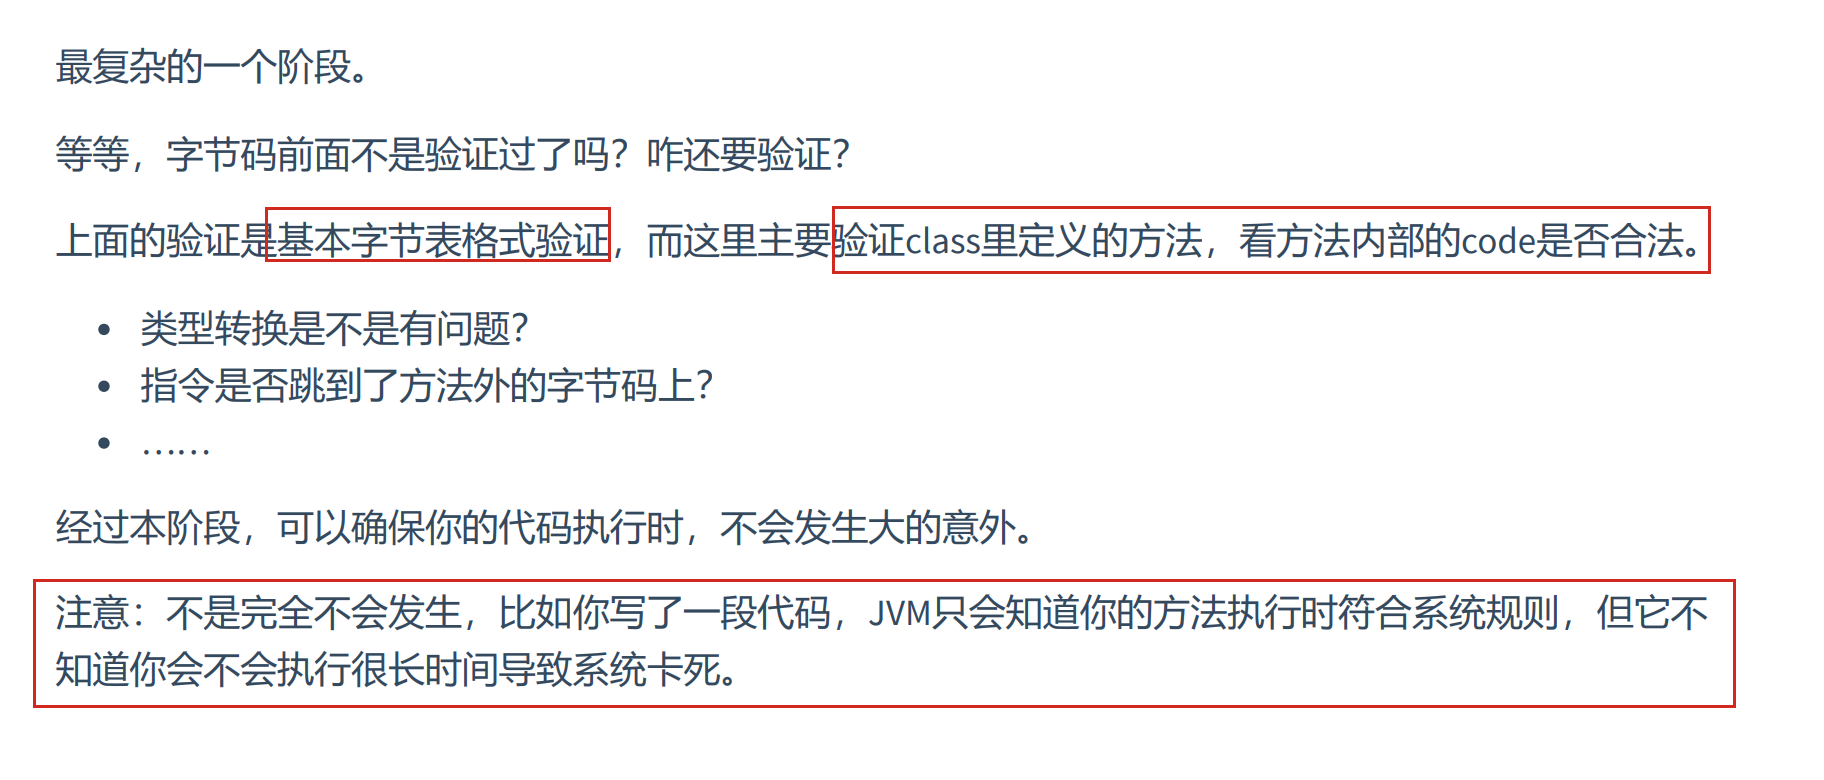 最复杂的一个阶段。
等等，字节码前面不是验证过了吗？咋还要验证？
上面的验证是基本字节表格式验证，而这里主要验证class里定义的方法，看方法内部的code是否合法。
• 类型转换是不是有问题？
• 指令是否跳到了方法外的字节码上？
• ……
经过本阶段，可以确保你的代码执行时，不会发生大的意外。
注意：不是完全不会发生，比如你写了一段代码，JVM只会知道你的方法执行时符合系统规则，但它不
知道你会不会执行很长时间导致系统卡死。